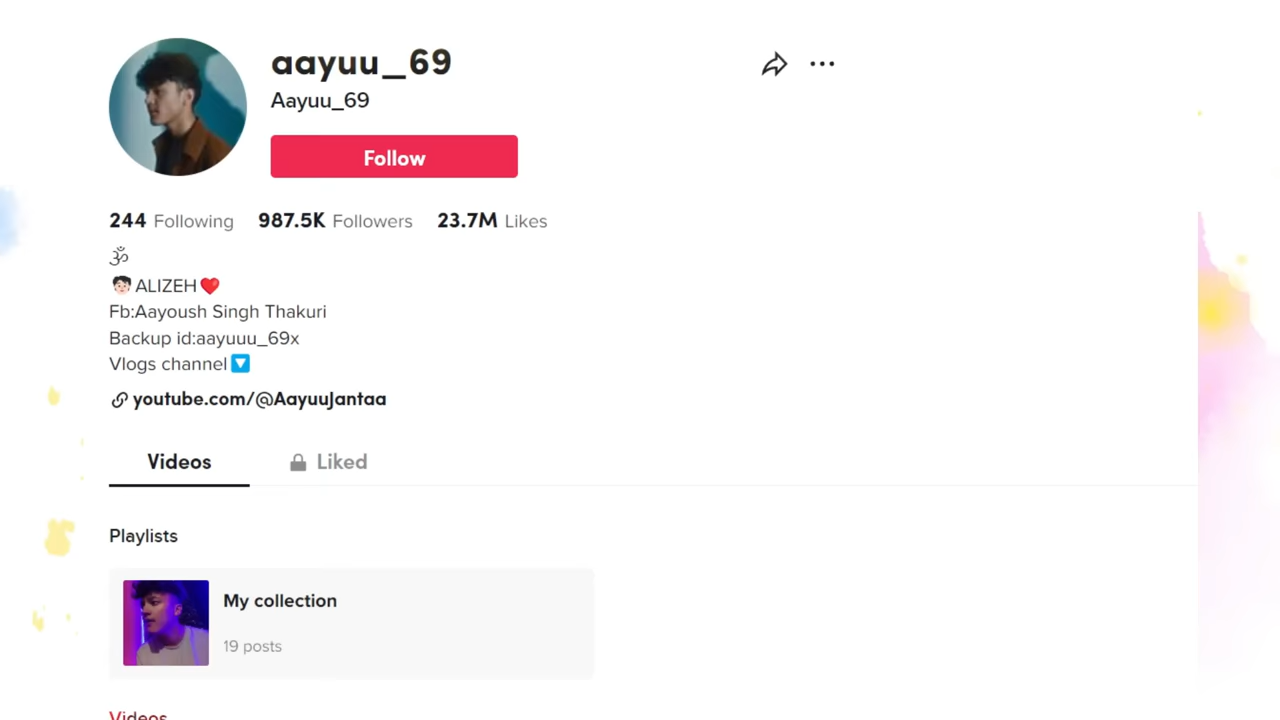 aayuu_69
Aayuu_69
Follow
244 Following 987.5K Followers 23.7M Likes
ॐ
ALIZEH
Fb:Aayoush Singh Thakuri
Backup id:aayuuu_69x
Vlogs channel
youtube.com/@AayuuJantaa
Videos Liked
Playlists
My collection
19 posts
Videos